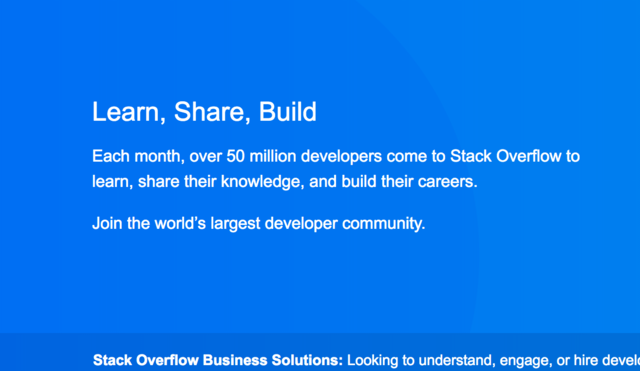 Learn, Share, Build
Each month, over 50 million developers come to Stack Overflow to
learn, share their knowledge, and build their careers.
Join the world's largest developer community.
Stack Overflow Business Solutions: Looking to understand, engage, or hire